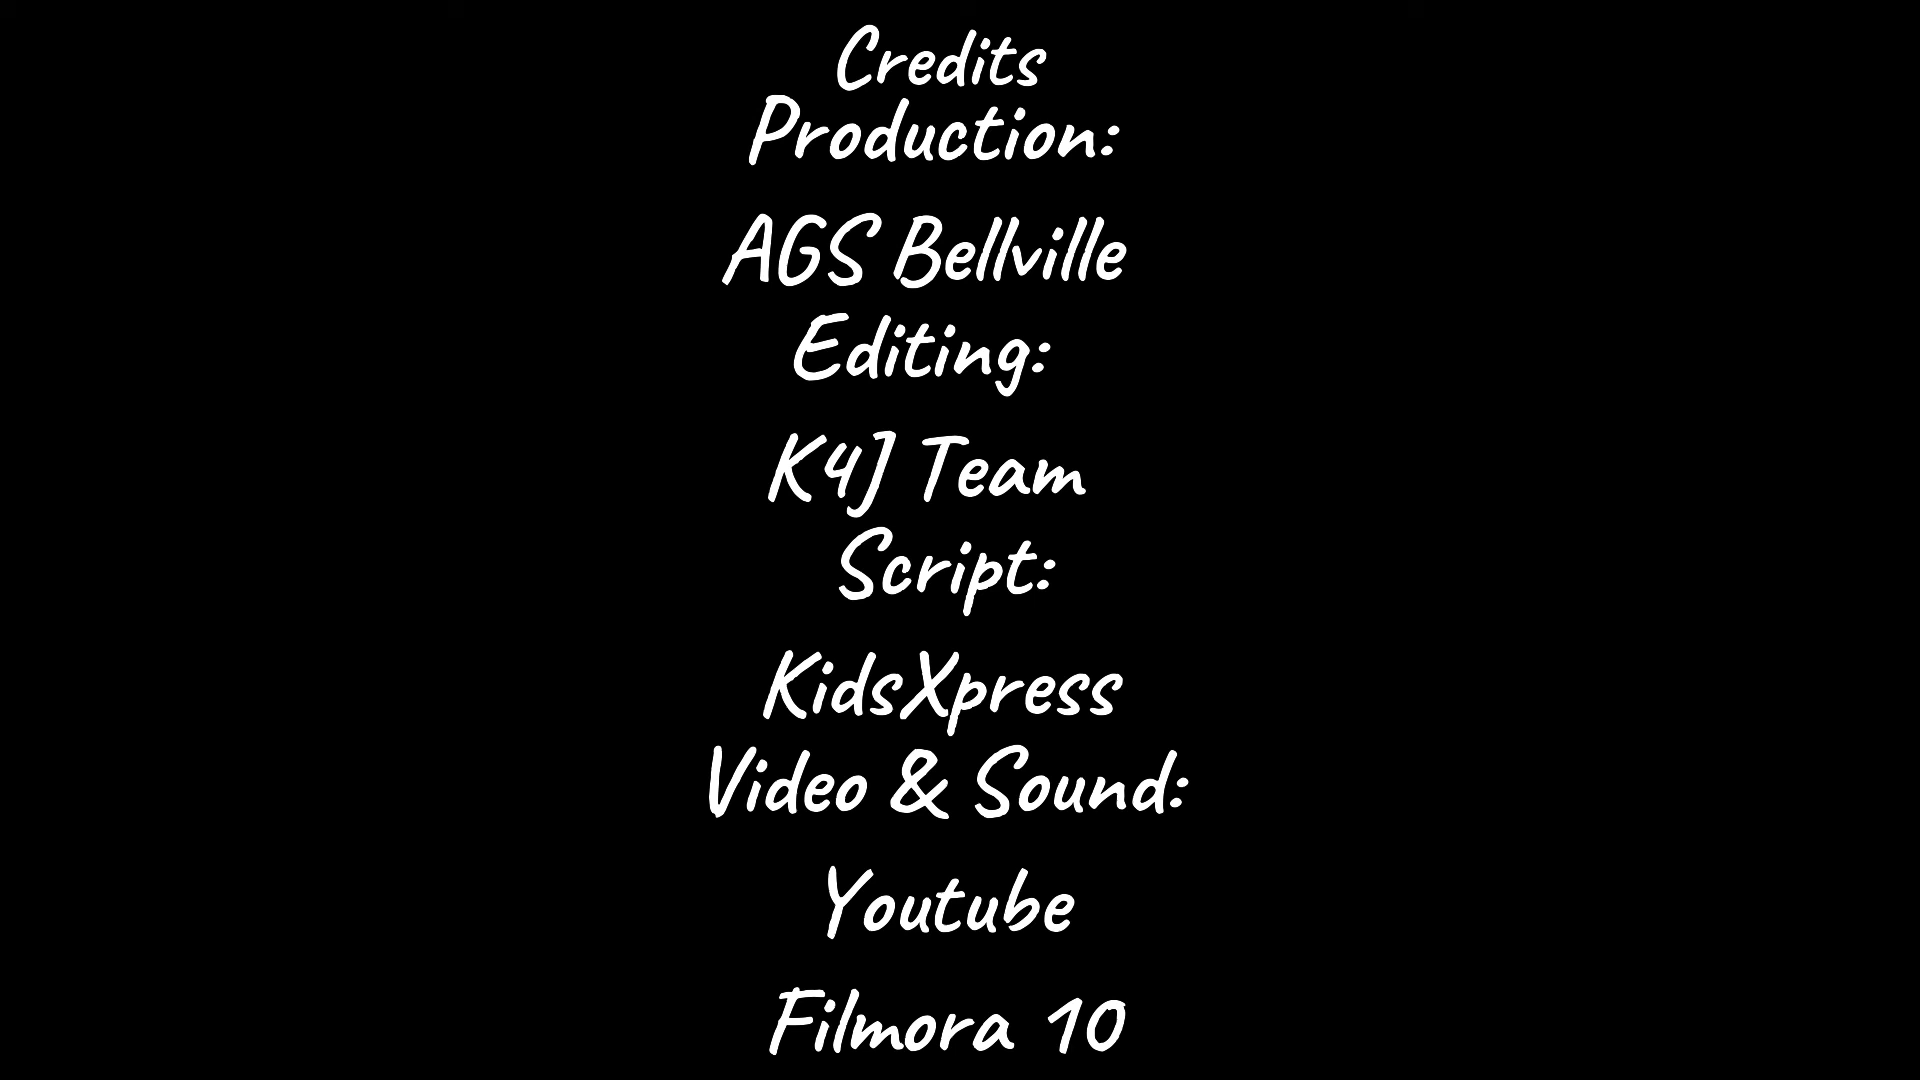 Credits
Production:
AGS Bellville
Editing:
K4J Team
Script:
KidsXpress
Video & Sound:
Youtube
Filmora 10